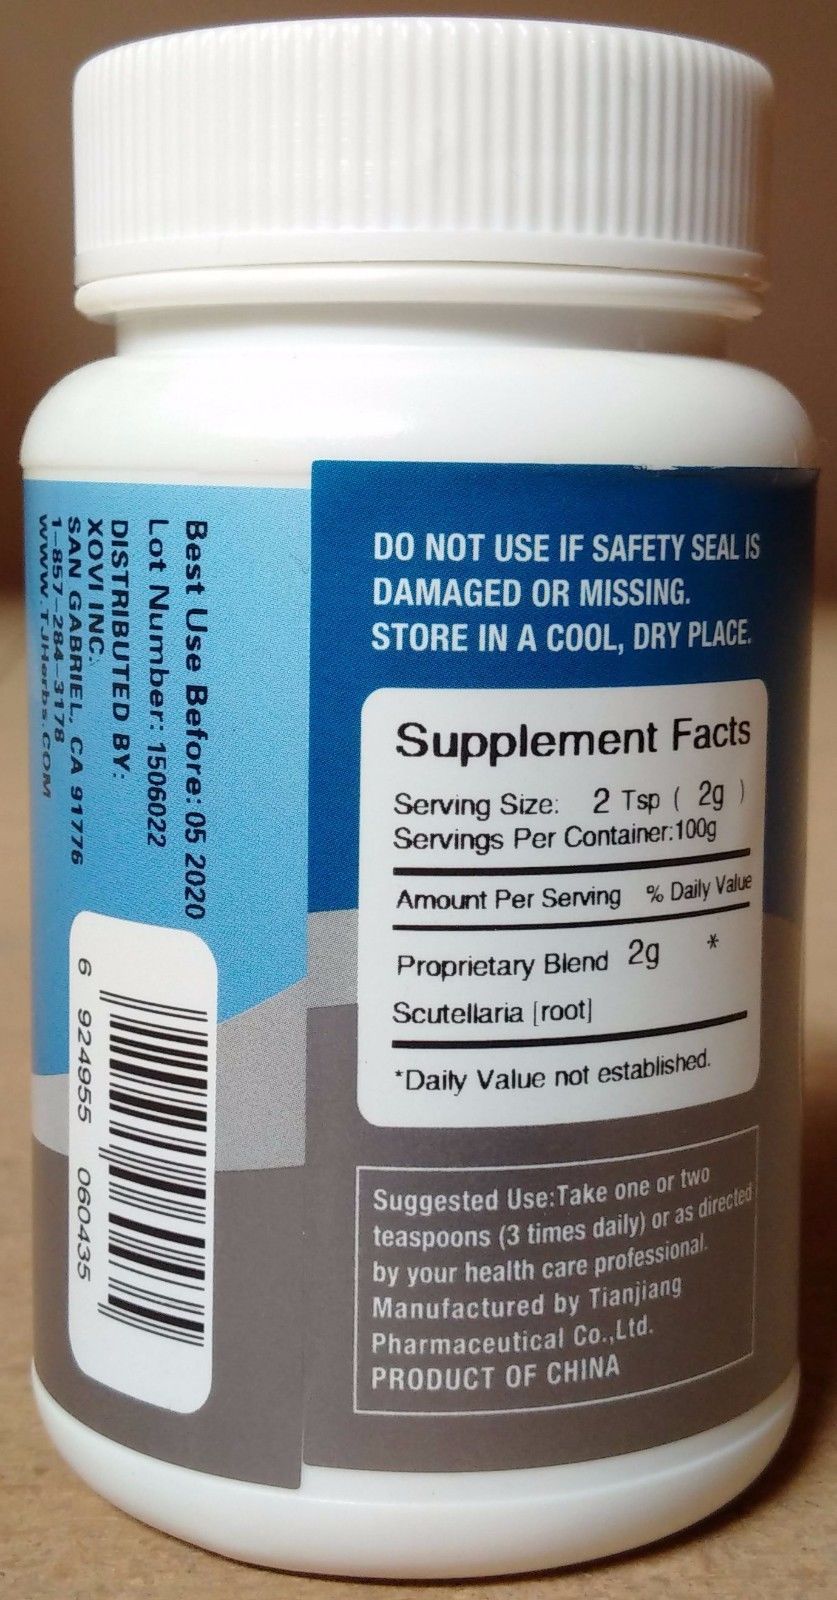 DO NOT USE IF SAFETY SEAL IS
DAMAGED OR MISSING.
STORE IN A COOL, DRY PLACE.
Supplement Facts
Serving Size: 2 Tsp ( 2g )
Servings Per Container:100g
Amount Per Serving % Daily Value
Proprietary Blend 2g *
Scutellaria [root]
*Daily Value not established.
Suggested Use:Take one or two
teaspoons (3 times daily) or as directed
by your health care professional.
Manufactured by Tianjiang
Pharmaceutical Co.,Ltd.
PRODUCT OF CHINA
Best Use Before: 05 2020
Lot Number: 1506022
DISTRIBUTED BY:
XOVI INC.
SAN GABRIEL, CA 91776
1-857-284-3178
WWW.TJHerbs.COM
6 924955 060435